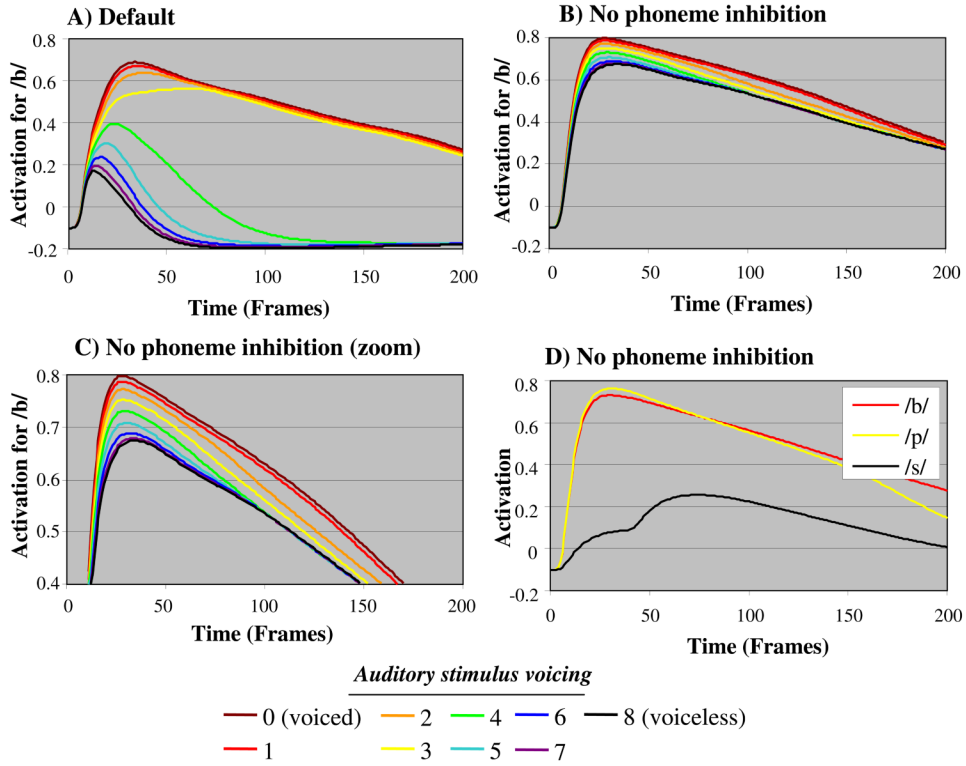 A) Default
Activation for /b/
0.8
0.6
0.4
0.2
0
-0.2
0 50 100 150 200
Time (Frames)
B) No phoneme inhibition
Activation for /b/
0.8
0.6
0.4
0.2
0
-0.2
0 50 100 150 200
Time (Frames)
C) No phoneme inhibition (zoom)
Activation for /b/
0.8
0.7
0.6
0.5
0.4
0 50 100 150 200
Time (Frames)
D) No phoneme inhibition
Activation
0.8
0.6
0.4
0.2
0
-0.2
0 50 100 150 200
Time (Frames)
/b/
/p/
/s/
Auditory stimulus voicing
0 (voiced) 2 4 6 8 (voiceless)
1 3 5 7